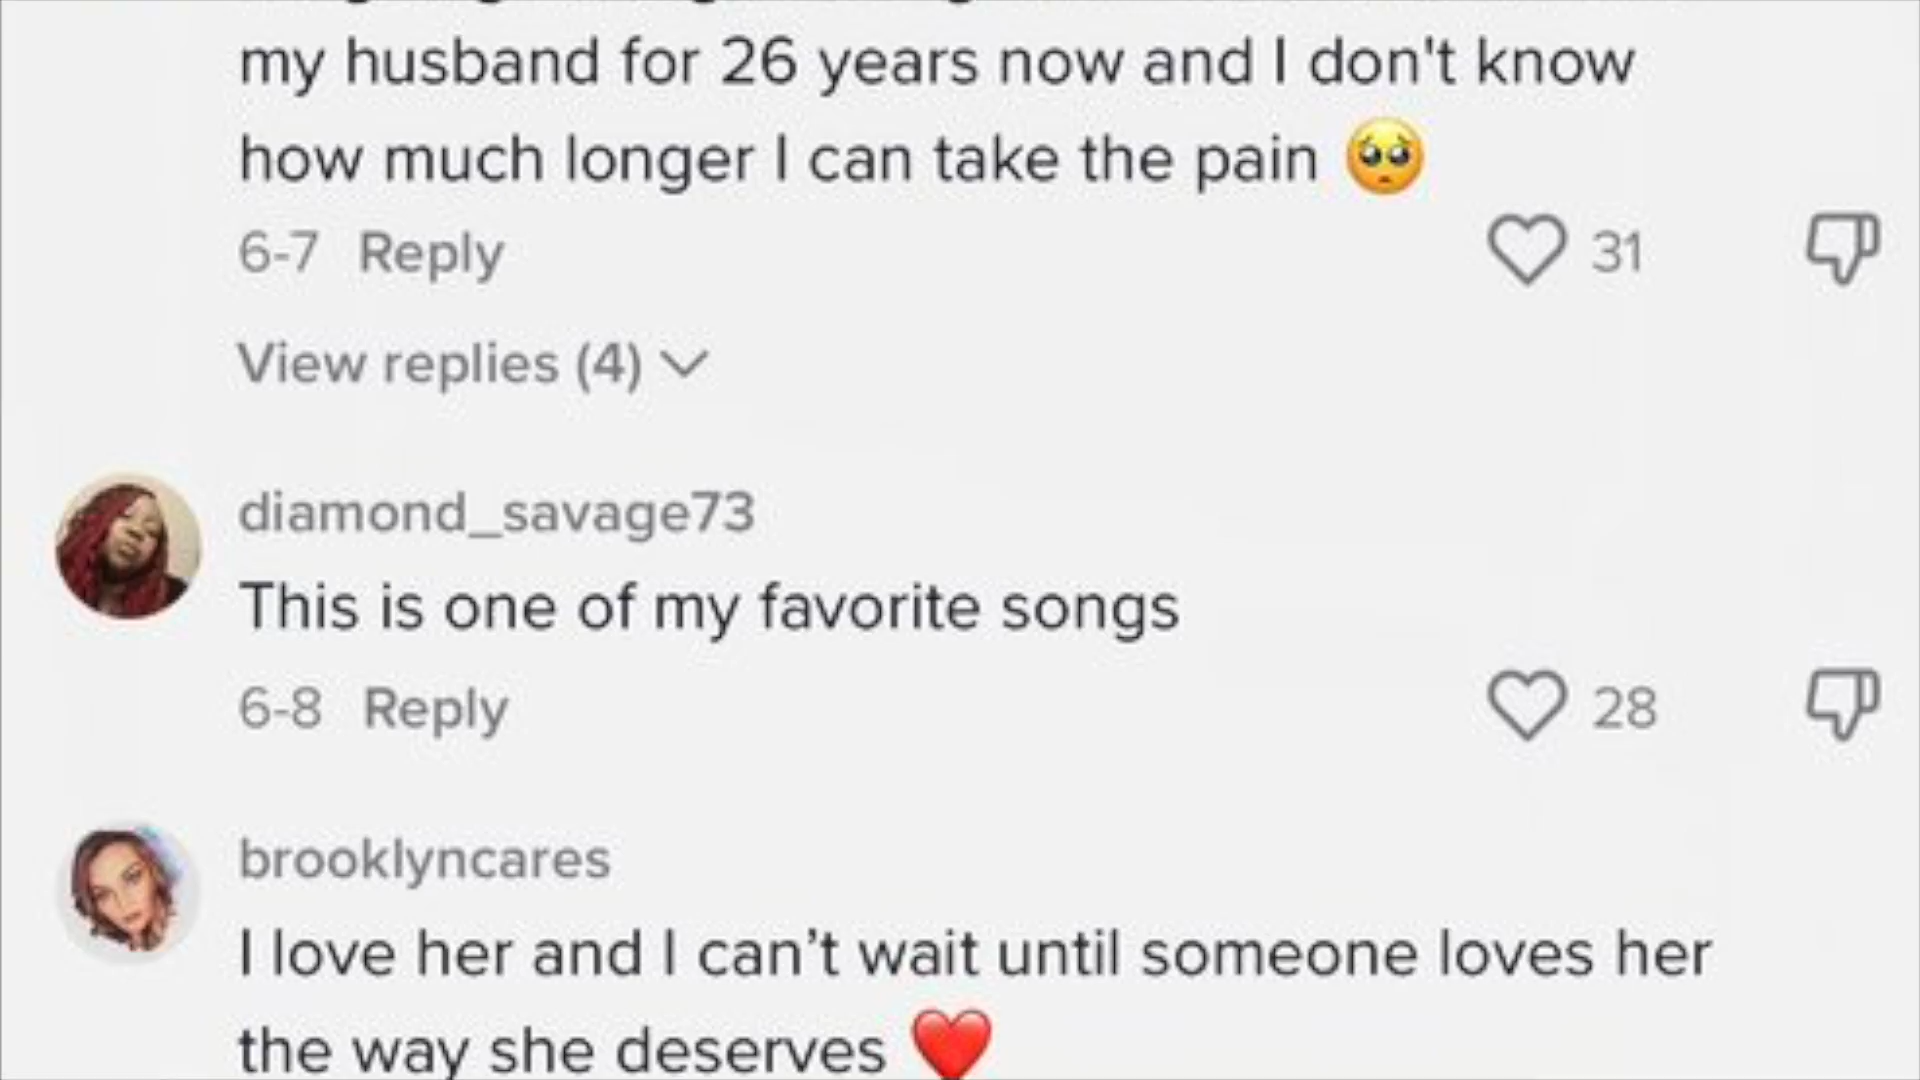 my husband for 26 years now and I don't know
how much longer I can take the pain 🥺
6-7 Reply 31
View replies (4)
diamond_savage73
This is one of my favorite songs
6-8 Reply 28
brooklyncares
I love her and I can’t wait until someone loves her
the way she deserves ❤️